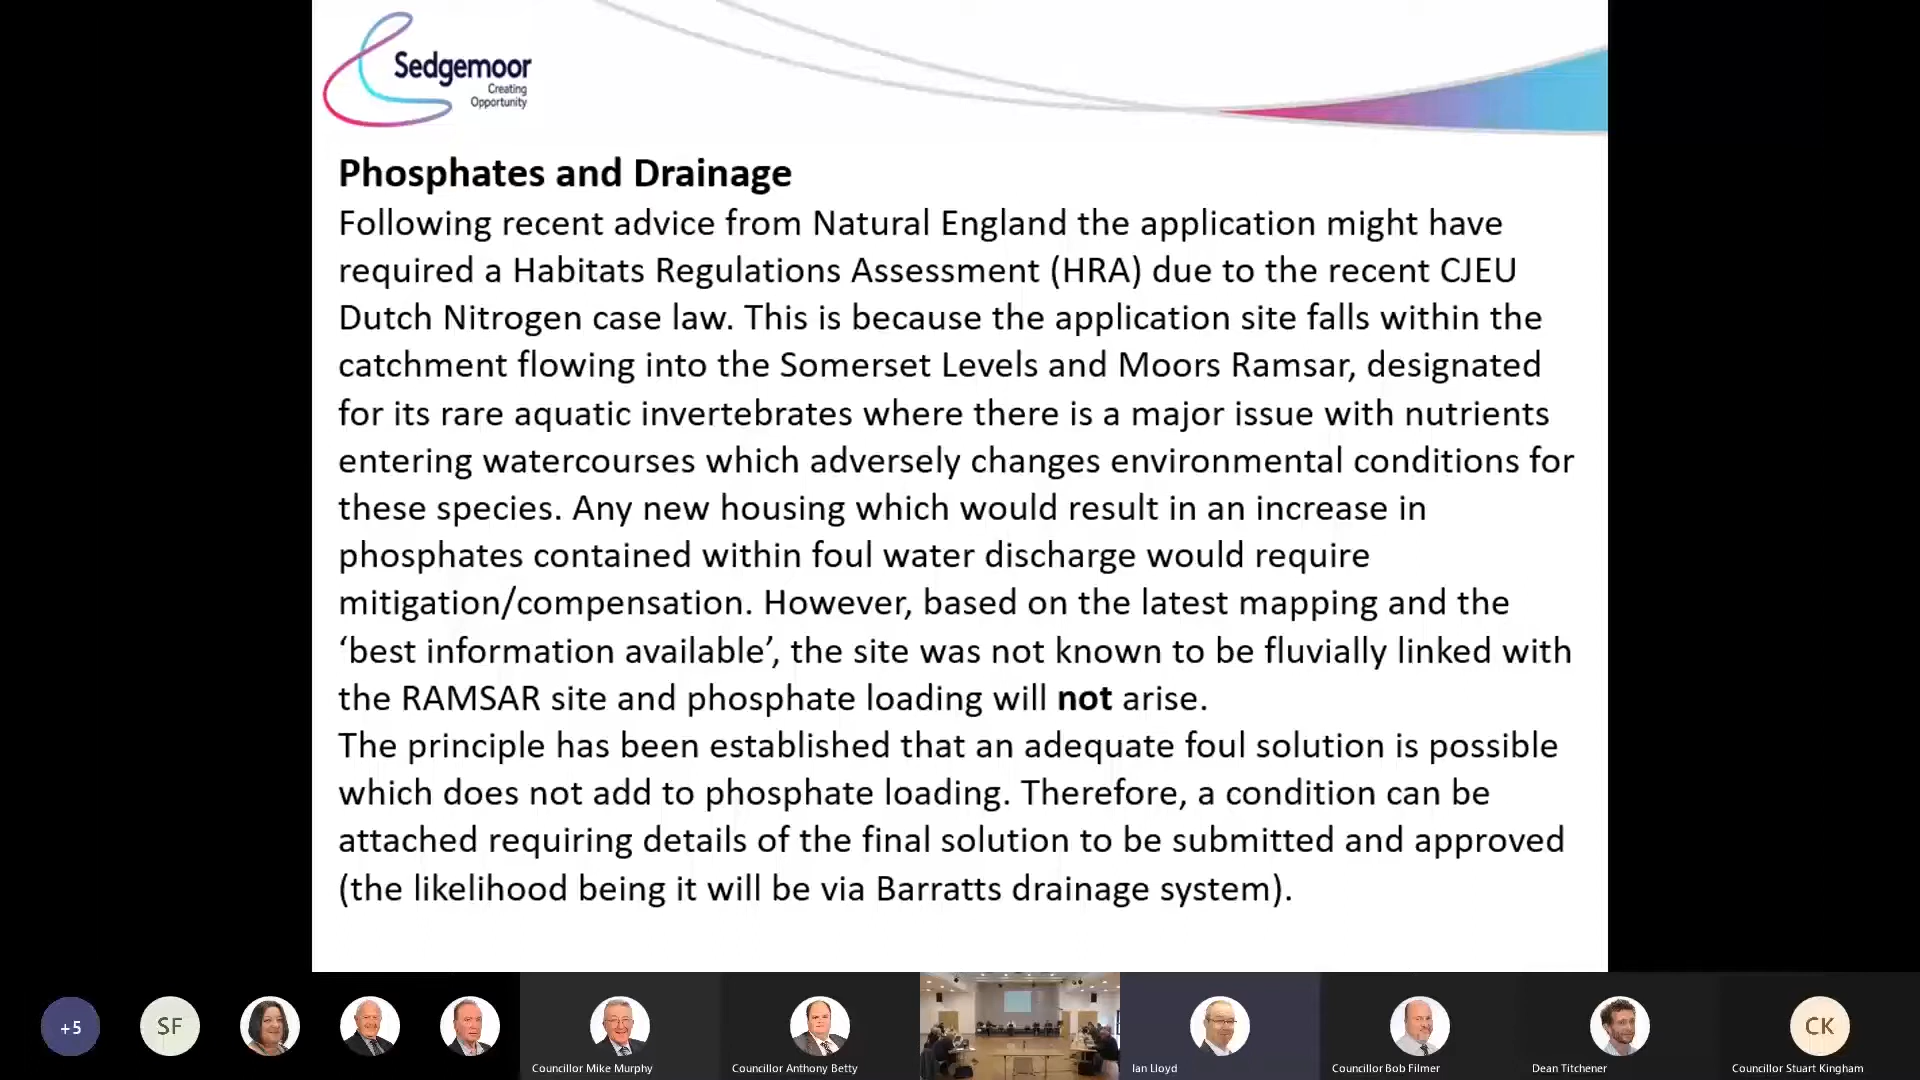 Sedgemoor
Creating
Opportunity
Phosphates and Drainage
Following recent advice from Natural England the application might have
required a Habitats Regulations Assessment (HRA) due to the recent CJEU
Dutch Nitrogen case law. This is because the application site falls within the
catchment flowing into the Somerset Levels and Moors Ramsar, designated
for its rare aquatic invertebrates where there is a major issue with nutrients
entering watercourses which adversely changes environmental conditions for
these species. Any new housing which would result in an increase in
phosphates contained within foul water discharge would require
mitigation/compensation. However, based on the latest mapping and the
‘best information available’, the site was not known to be fluvially linked with
the RAMSAR site and phosphate loading will not arise.
The principle has been established that an adequate foul solution is possible
which does not add to phosphate loading. Therefore, a condition can be
attached requiring details of the final solution to be submitted and approved
(the likelihood being it will be via Barratts drainage system).
+5
SF
CK
Councillor Mike Murphy
Councillor Anthony Betty
Ian Lloyd
Councillor Bob Filmer
Dean Titchener
Councillor Stuart Kingham